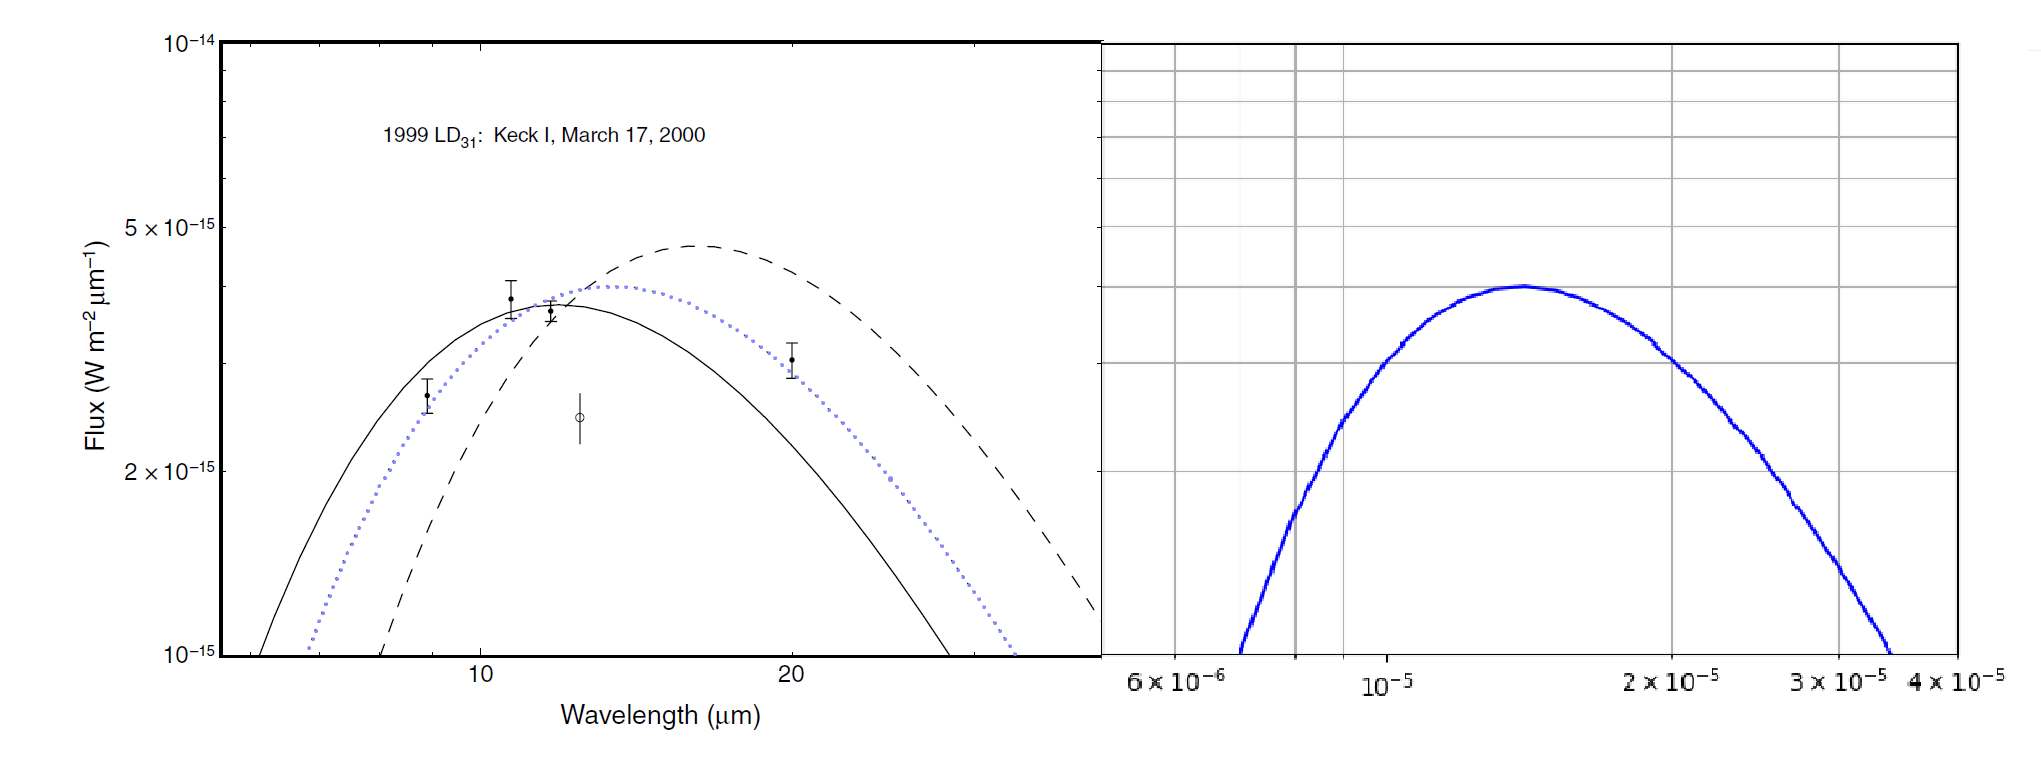 10⁻¹⁴
1999 LD₃₁: Keck I, March 17, 2000
5 × 10⁻¹⁵
Flux (W m⁻² μm⁻¹)
2 × 10⁻¹⁵
10⁻¹⁵
10
20
Wavelength (μm)
6 × 10⁻⁶
10⁻⁵
2 × 10⁻⁵
3 × 10⁻⁵
4 × 10⁻⁵